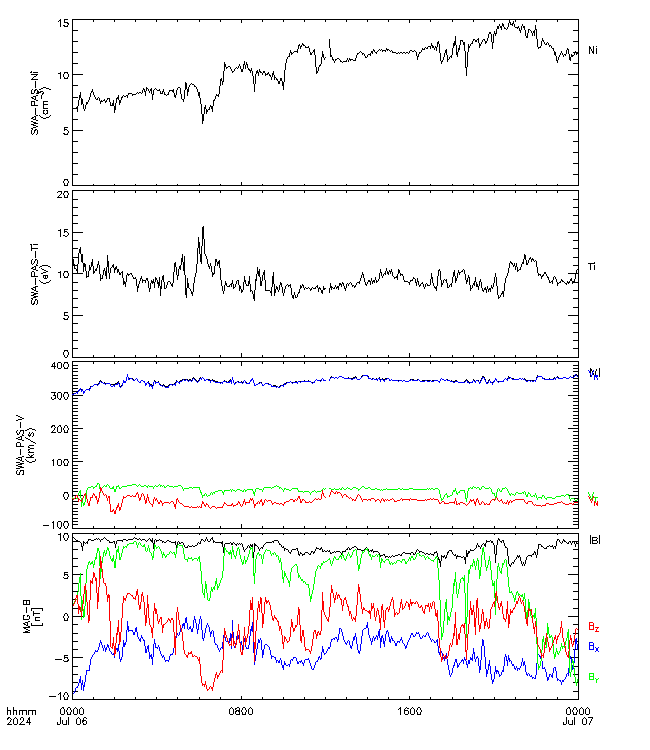 15
10
5
0
SWA-PAS-Ni
(cm-3)
Ni
20
15
10
5
0
SWA-PAS-Ti
(eV)
Ti
400
300
200
100
0
-100
SWA-PAS-V
(km/s)
10
5
0
-5
-10
MAG-B
[nT]
|B|
Bz
Bx
By
hhmm
2024
0000
0800
1600
0000
Jul 06
Jul 07